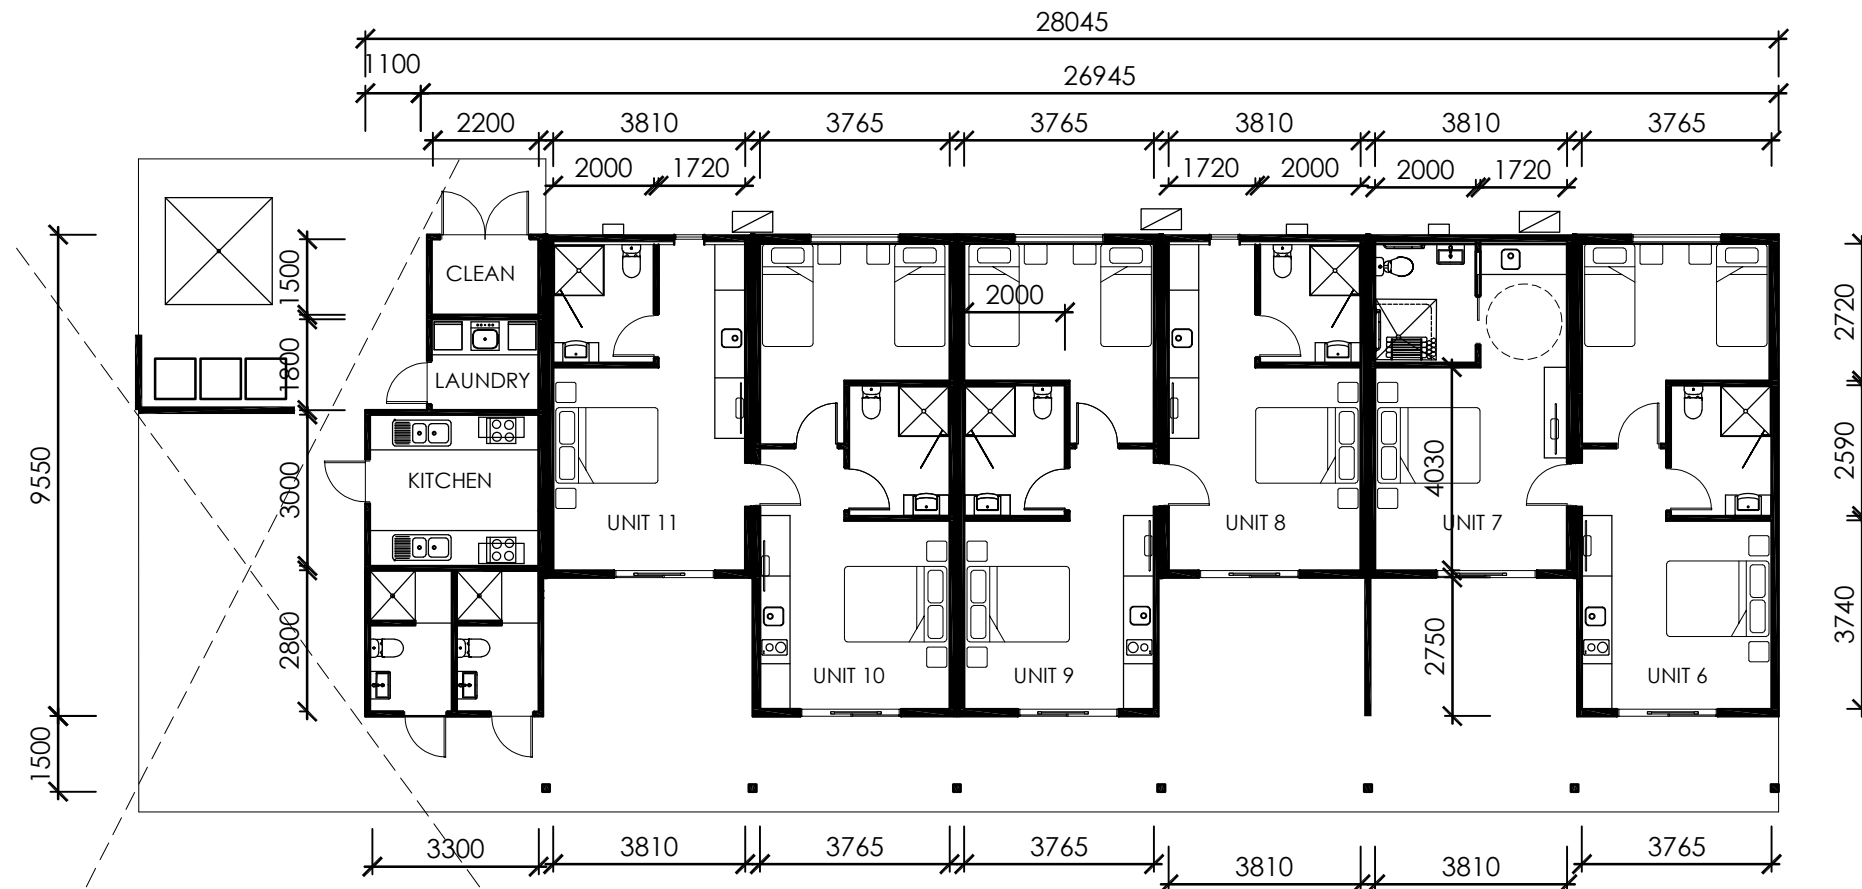 28045
1100
26945
2200 3810 3765 3765 3810 3810 3765
2000 1720 1720 2000 2000 1720
1500
CLEAN
2000
2720
1800
LAUNDRY
9550
3000
KITCHEN
4030
2590
UNIT 11
UNIT 8
UNIT 7
2800
2750
3740
UNIT 10
UNIT 9
UNIT 6
1500
3300 3810 3765 3765 3810 3810 3765